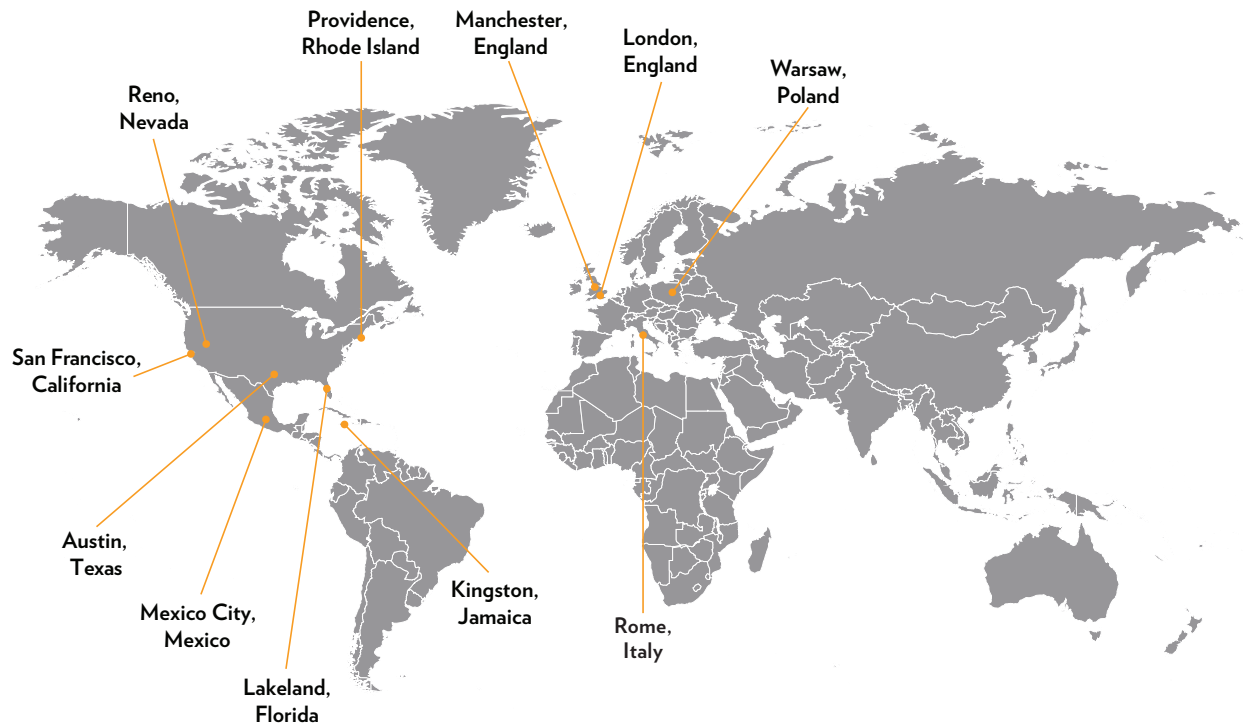 Providence,
Rhode Island
Manchester,
England
London,
England
Warsaw,
Poland
Reno,
Nevada
San Francisco,
California
Austin,
Texas
Mexico City,
Mexico
Lakeland,
Florida
Kingston,
Jamaica
Rome,
Italy